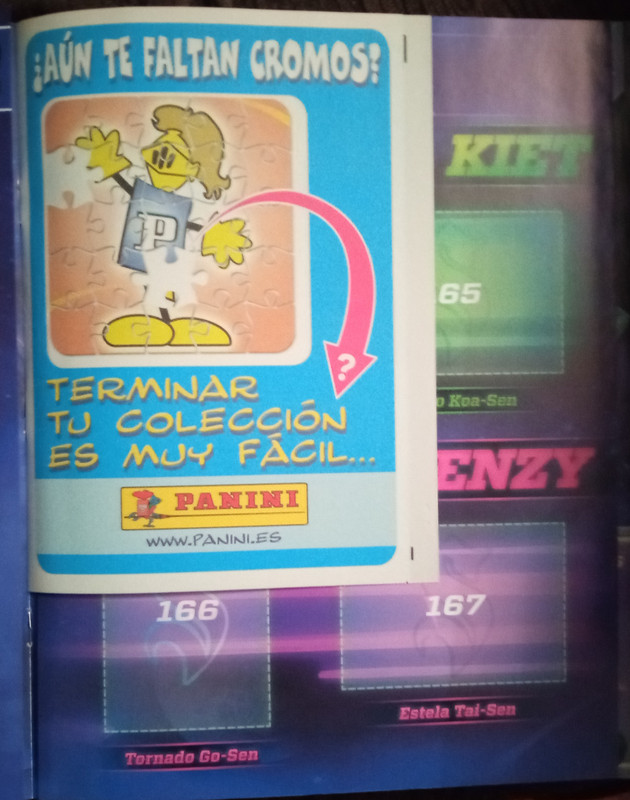 ¿AÚN TE FALTAN CROMOS?
P
?
TERMINAR
TU COLECCIÓN
ES MUY FÁCIL...
PANINI
www.PANINI.ES
KIET
65
o Koa-Sen
ENZY
166
167
Estela Tai-Sen
Tornado Go-Sen